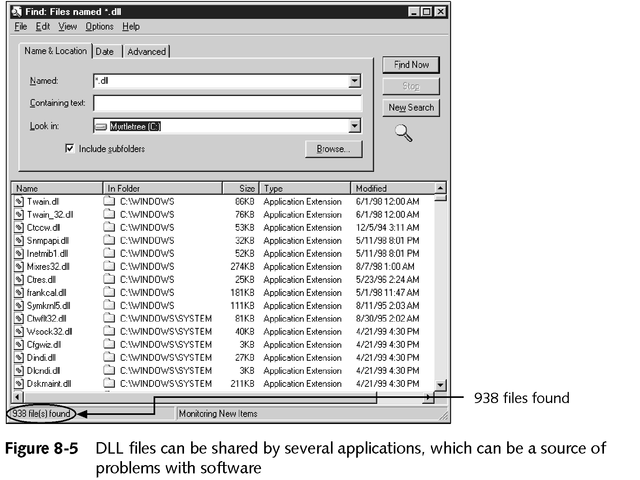 Find: Files named *.dll
File Edit View Options Help
Name & Location Date Advanced
Named: *.dll
Containing text:
Look in: Myrtletree (C:)
Include subfolders
Browse...
Find Now
Stop
New Search
Name In Folder Size Type Modified
Twain.dll C:\WINDOWS 86KB Application Extension 6/1/98 12:00 AM
Twain_32.dll C:\WINDOWS 76KB Application Extension 6/1/98 12:00 AM
Ctccw.dll C:\WINDOWS 53KB Application Extension 12/5/94 3:11 AM
Snmpapi.dll C:\WINDOWS 32KB Application Extension 5/11/98 8:01 PM
Inetmib1.dll C:\WINDOWS 52KB Application Extension 5/11/98 8:01 PM
Mixres32.dll C:\WINDOWS 274KB Application Extension 8/7/98 1:00 AM
Ctres.dll C:\WINDOWS 25KB Application Extension 5/23/96 2:24 AM
frankcal.dll C:\WINDOWS 181KB Application Extension 5/1/98 11:47 AM
Symkrnl5.dll C:\WINDOWS 111KB Application Extension 8/11/95 2:03 AM
Ctwflt32.dll C:\WINDOWS\SYSTEM 81KB Application Extension 8/30/95 2:02 AM
Wsock32.dll C:\WINDOWS\SYSTEM 40KB Application Extension 4/21/99 4:30 PM
Cfgwiz.dll C:\WINDOWS\SYSTEM 3KB Application Extension 4/21/99 4:30 PM
Dindi.dll C:\WINDOWS\SYSTEM 27KB Application Extension 4/21/99 4:30 PM
Dlcndi.dll C:\WINDOWS\SYSTEM 3KB Application Extension 4/21/99 4:30 PM
Dskmaint.dll C:\WINDOWS\SYSTEM 211KB Application Extension 4/21/99 4:30 PM
938 file(s) found Monitoring New Items
938 files found
Figure 8-5 DLL files can be shared by several applications, which can be a source of
problems with software